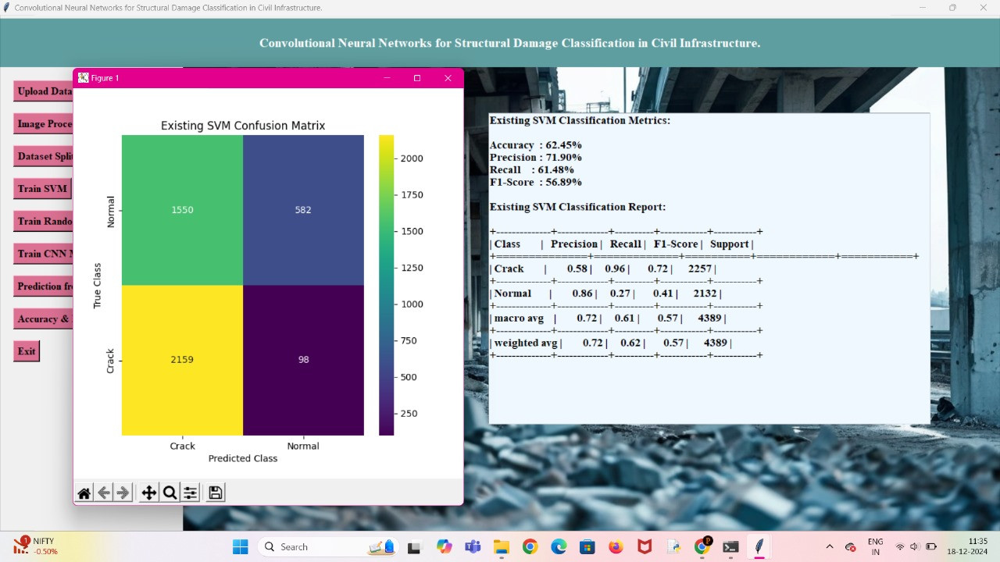 Convolutional Neural Networks for Structural Damage Classification in Civil Infrastructure.
Convolutional Neural Networks for Structural Damage Classification in Civil Infrastructure.
Upload Data
Image Proce
Dataset Split
Train SVM
Train Rando
Train CNN M
Prediction fr
Accuracy &
Exit
Figure 1
Existing SVM Confusion Matrix
True Class
Normal
1550 582
Crack
2159 98
Crack Normal
Predicted Class
2000
1750
1500
1250
1000
750
500
250
Existing SVM Classification Metrics:
Accuracy : 62.45%
Precision : 71.90%
Recall : 61.48%
F1-Score : 56.89%
Existing SVM Classification Report:
+--------------+-------------+----------+------------+-----------+
| Class | Precision | Recall | F1-Score | Support |
+==============+=============+==========+============+===========+
| Crack | 0.58 | 0.96 | 0.72 | 2257 |
+--------------+-------------+----------+------------+-----------+
| Normal | 0.86 | 0.27 | 0.41 | 2132 |
+--------------+-------------+----------+------------+-----------+
| macro avg | 0.72 | 0.61 | 0.57 | 4389 |
+--------------+-------------+----------+------------+-----------+
| weighted avg | 0.72 | 0.62 | 0.57 | 4389 |
+--------------+-------------+----------+------------+-----------+
1
NIFTY
-0.50%
Search
P
ENG
IN
11:35
18-12-2024